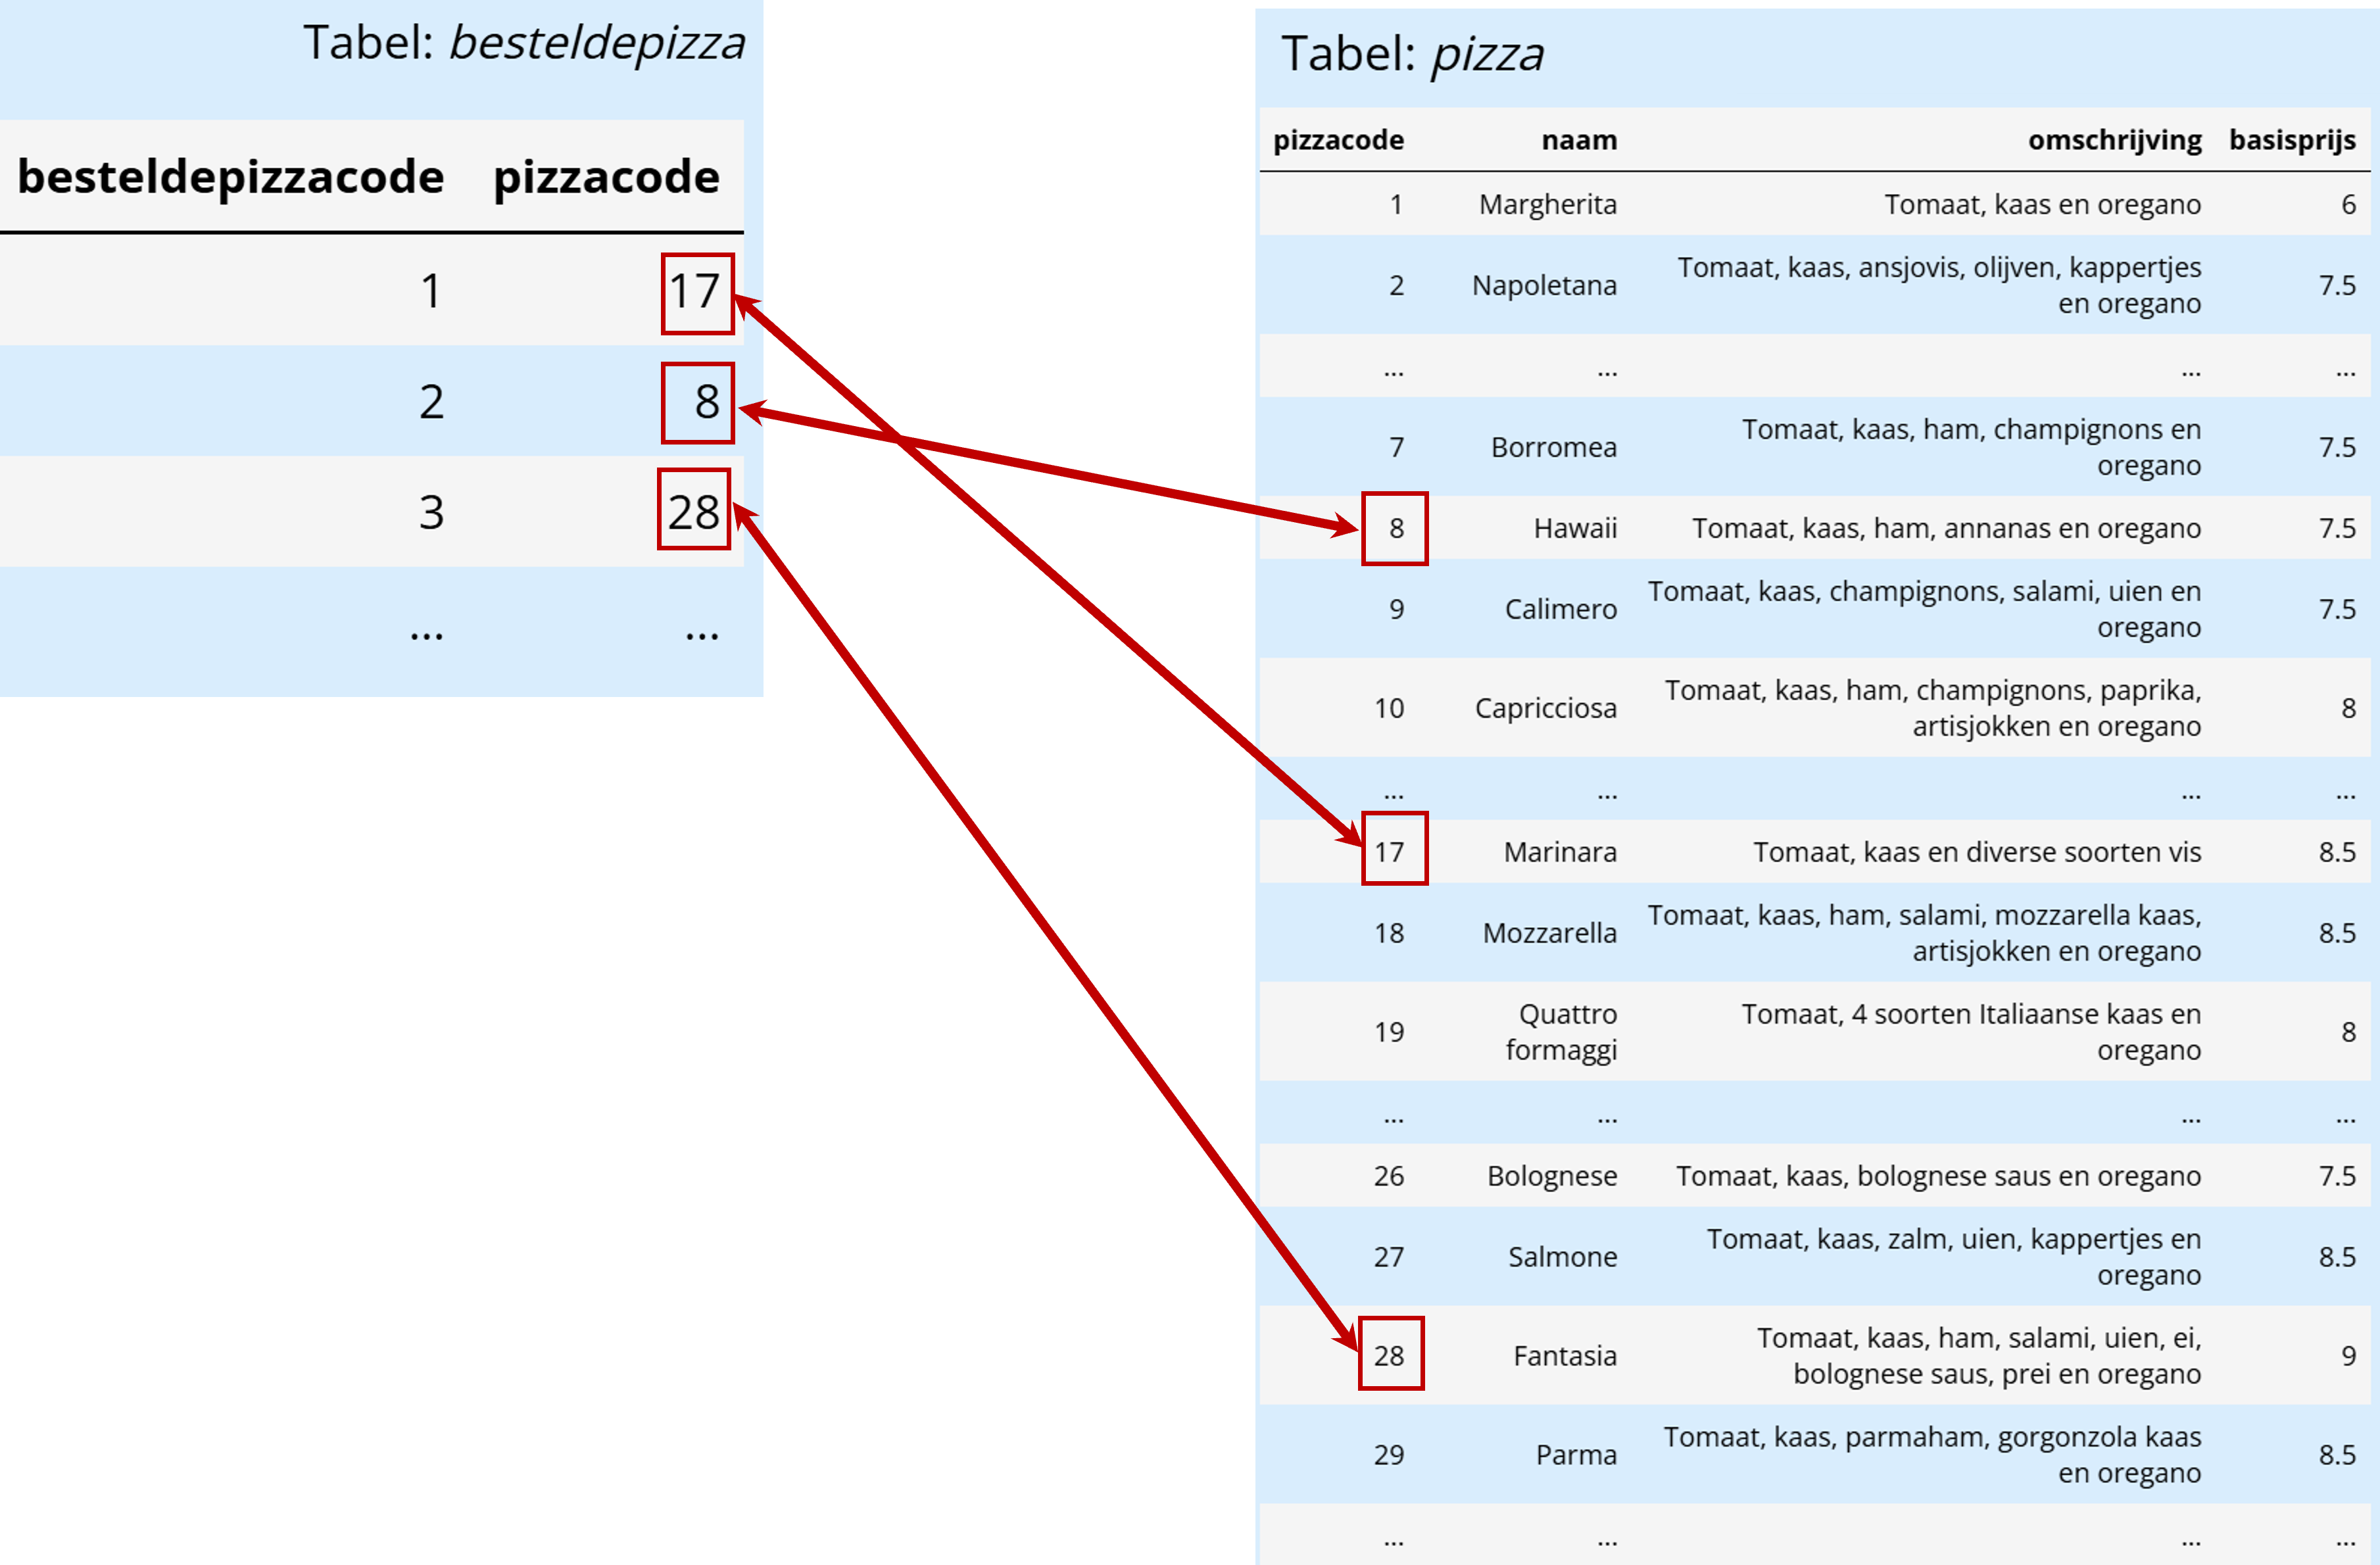 Tabel: besteldepizza
besteldepizzacode pizzacode
1 17
2 8
3 28
... ...
Tabel: pizza
pizzacode naam omschrijving basisprijs
1 Margherita Tomaat, kaas en oregano 6
2 Napoletana Tomaat, kaas, ansjovis, olijven, kappertjes
en oregano 7.5
... ... ... ...
7 Borromea Tomaat, kaas, ham, champignons en
oregano 7.5
8 Hawaii Tomaat, kaas, ham, annanas en oregano 7.5
9 Calimero Tomaat, kaas, champignons, salami, uien en
oregano 7.5
10 Capricciosa Tomaat, kaas, ham, champignons, paprika,
artisjokken en oregano 8
... ... ... ...
17 Marinara Tomaat, kaas en diverse soorten vis 8.5
18 Mozzarella Tomaat, kaas, ham, salami, mozzarella kaas,
artisjokken en oregano 8.5
19 Quattro
formaggi Tomaat, 4 soorten Italiaanse kaas en
oregano 8
... ... ... ...
26 Bolognese Tomaat, kaas, bolognese saus en oregano 7.5
27 Salmone Tomaat, kaas, zalm, uien, kappertjes en
oregano 8.5
28 Fantasia Tomaat, kaas, ham, salami, uien, ei,
bolognese saus, prei en oregano 9
29 Parma Tomaat, kaas, parmaham, gorgonzola kaas
en oregano 8.5
... ... ... ...